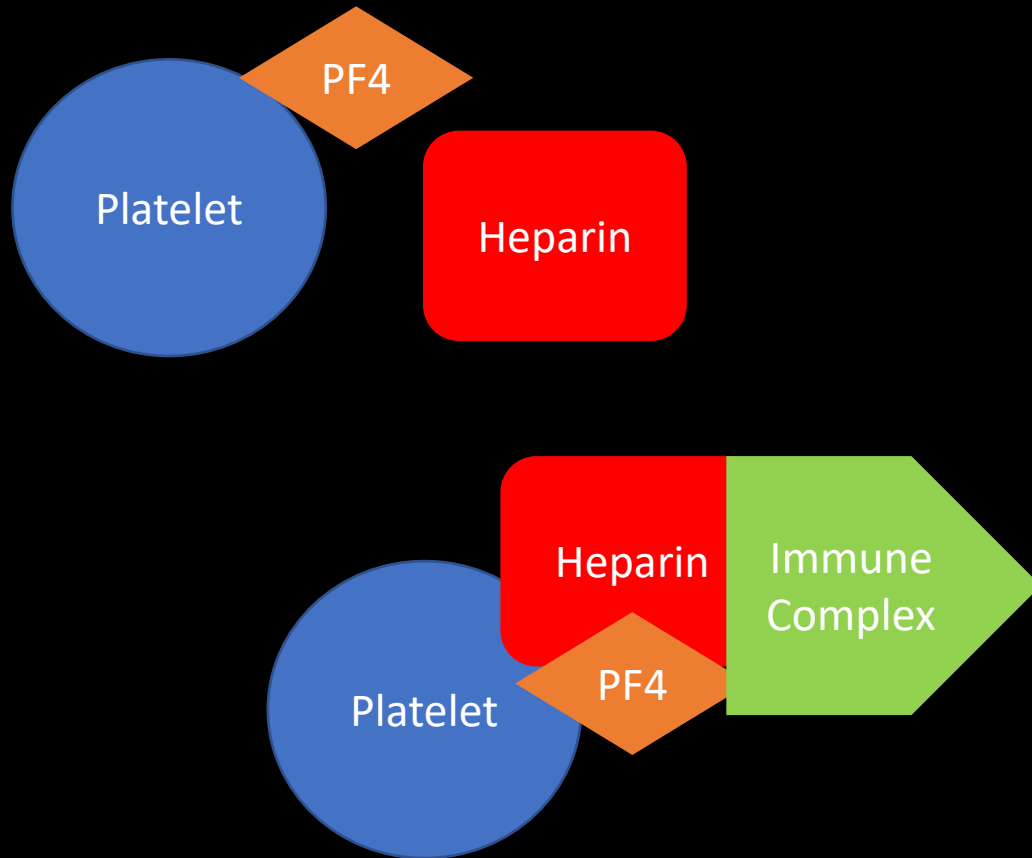 PF4
Platelet
Heparin
Heparin
Immune
Complex
PF4
Platelet